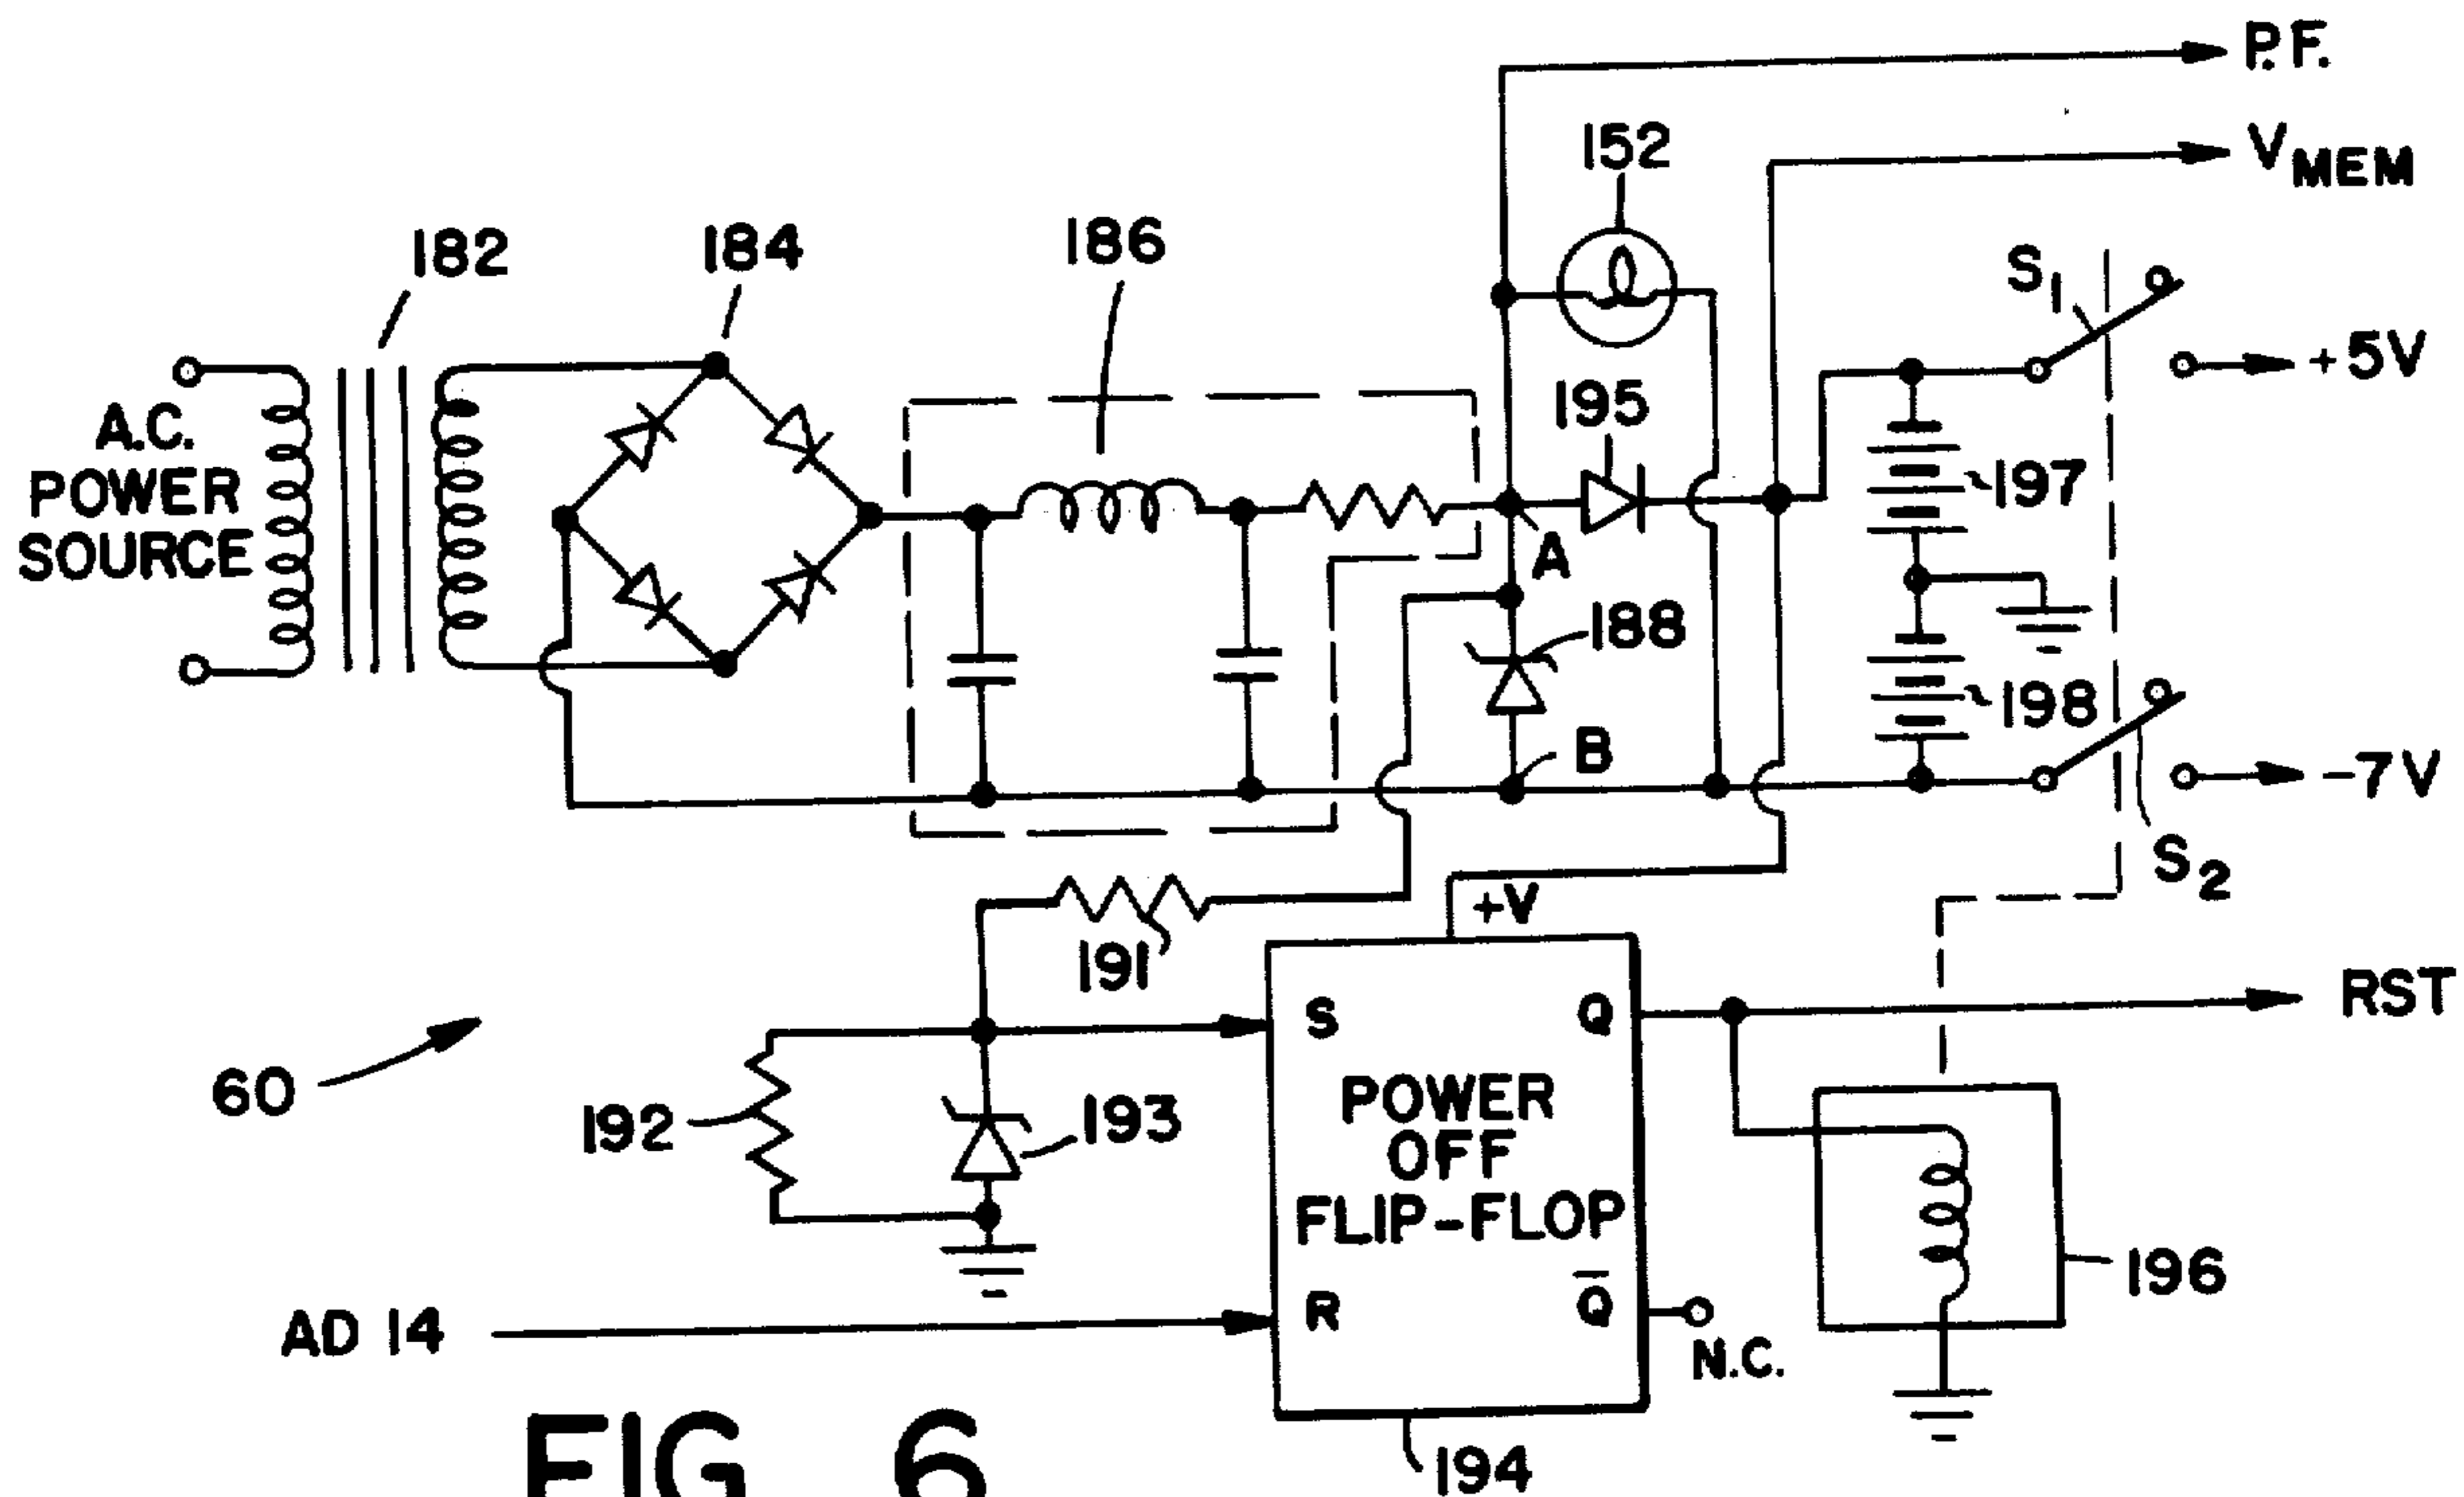 P.F.
V MEM
152
182
184
186
S1
+5V
195
A.C.
POWER
SOURCE
197
A
188
198
B
-7V
S2
+V
191
RST
S
Q
60
192
193
POWER
OFF
FLIP-FLOP
196
AD 14
R
Q̅
N.C.
194
FIG 6